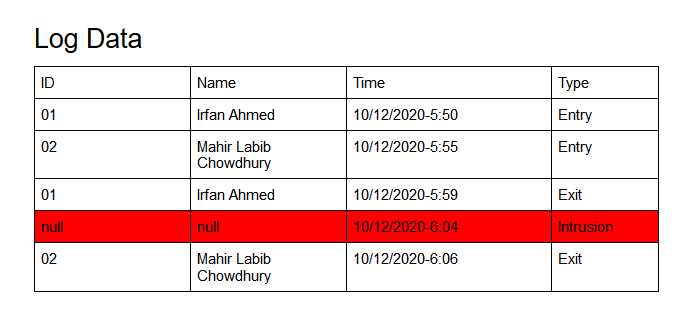 Log Data
ID Name Time Type
01 Irfan Ahmed 10/12/2020-5:50 Entry
02 Mahir Labib 10/12/2020-5:55 Entry
Chowdhury
01 Irfan Ahmed 10/12/2020-5:59 Exit
null null 10/12/2020-6:04 Intrusion
02 Mahir Labib 10/12/2020-6:06 Exit
Chowdhury